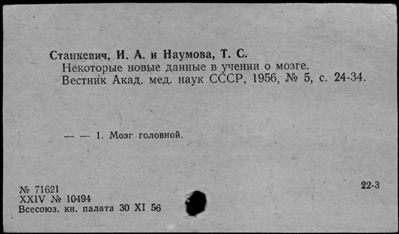 Станкевич, И. А. и Наумова, Т. С.
Некоторые новые данные в учении о мозге.
Вестник Акад. мед. наук СССР, 1956, № 5, с. 24-34.
— — 1. Мозг головной.
№ 71621
22-3
XXIV № 10494
Всесоюз. кн. палата 30 XI 56